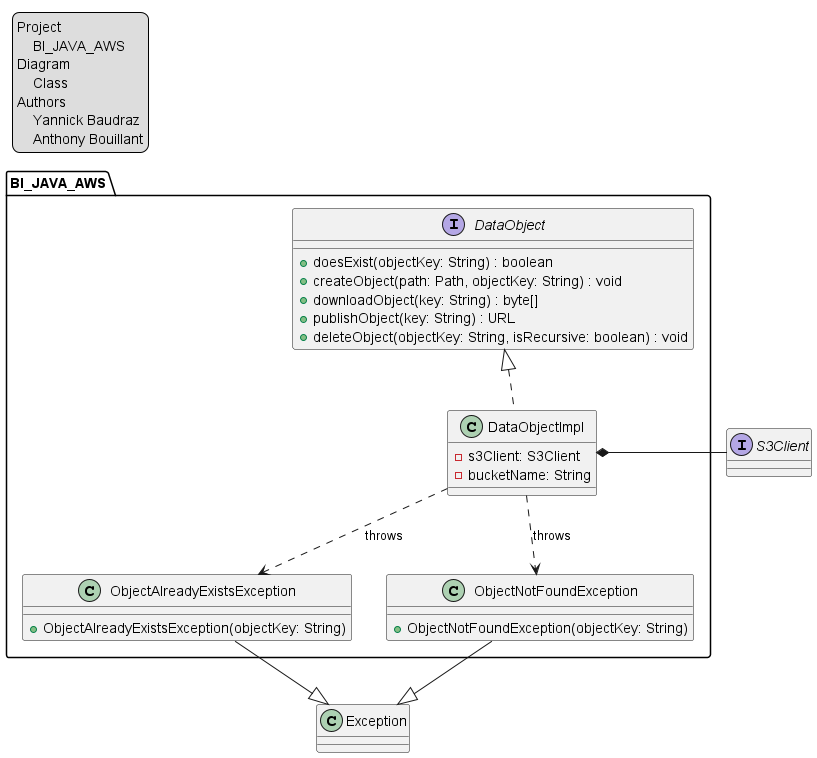 Project
BI_JAVA_AWS
Diagram
Class
Authors
Yannick Baudraz
Anthony Bouillant
BI_JAVA_AWS
I DataObject
doesExist(objectKey: String) : boolean
createObject(path: Path, objectKey: String) : void
downloadObject(key: String) : byte[]
publishObject(key: String) : URL
deleteObject(objectKey: String, isRecursive: boolean) : void
C DataObjectImpl
s3Client: S3Client
bucketName: String
I S3Client
throws
throws
C ObjectAlreadyExistsException
ObjectAlreadyExistsException(objectKey: String)
C ObjectNotFoundException
ObjectNotFoundException(objectKey: String)
C Exception